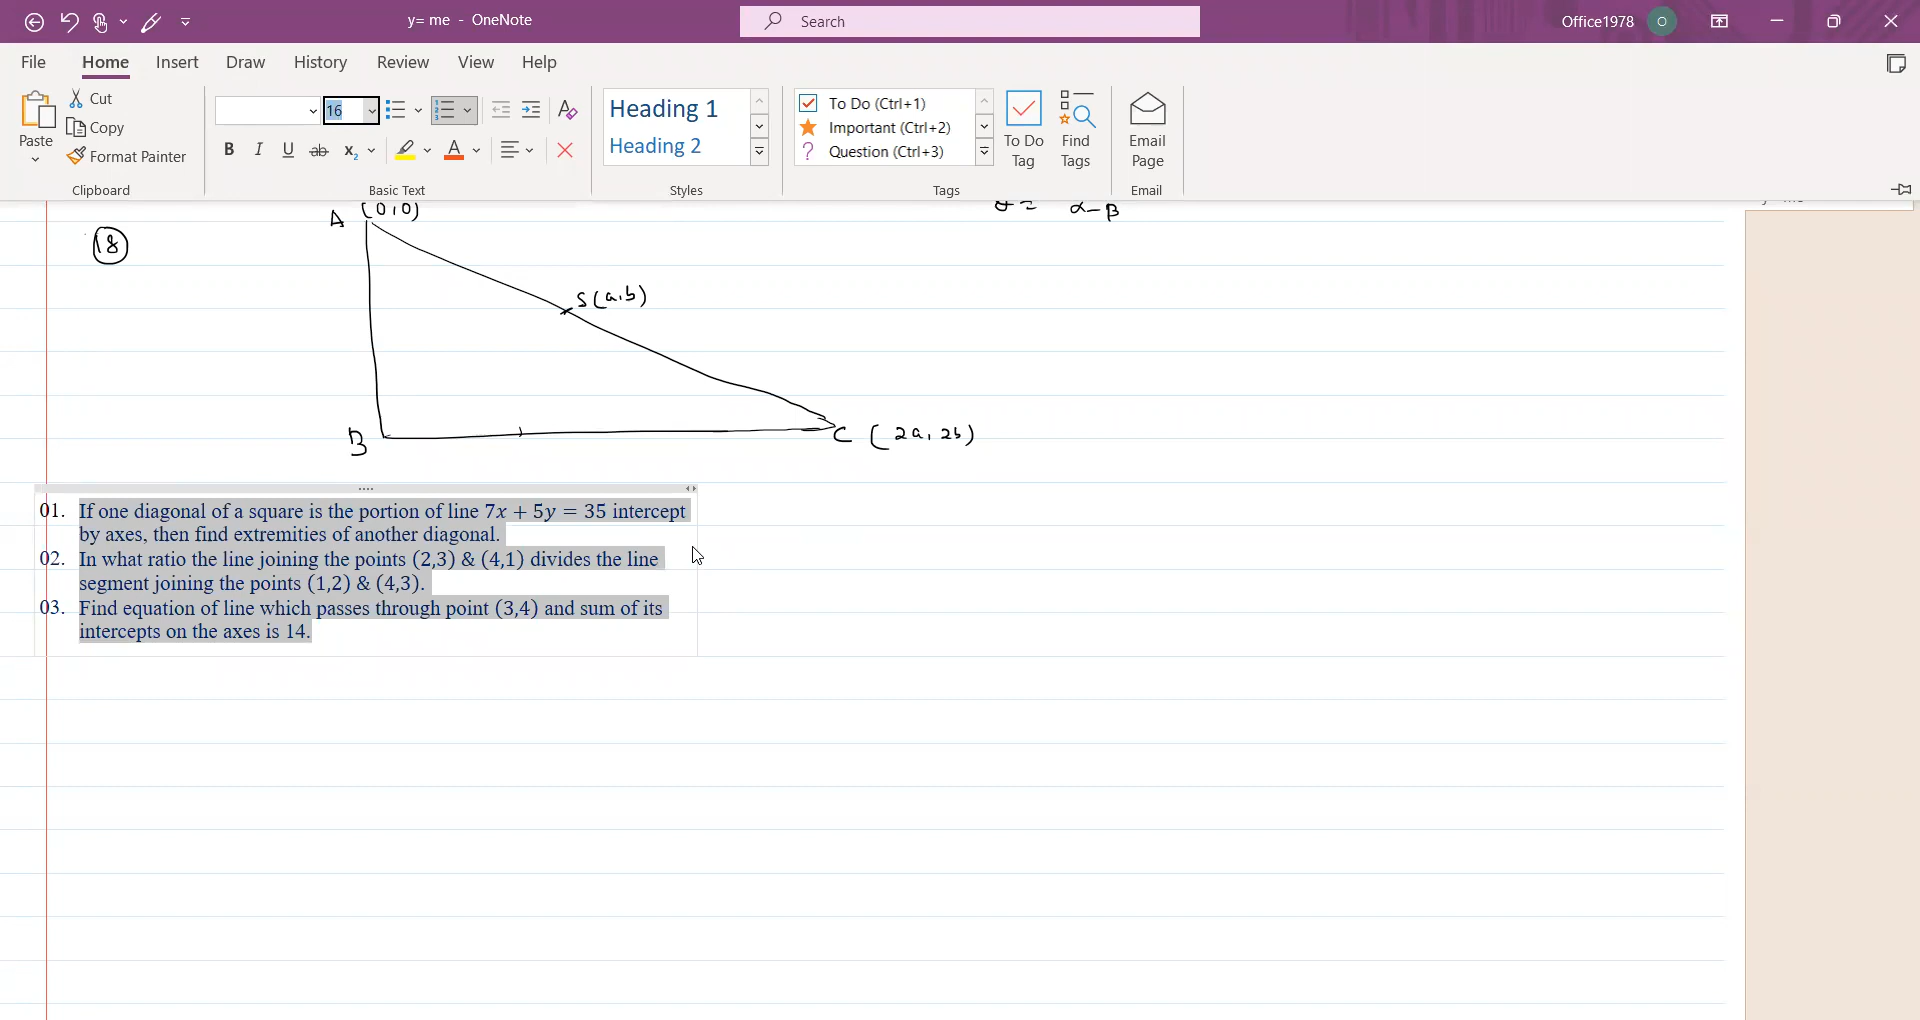 y= me - OneNote
Search
Office1978
O
File Home Insert Draw History Review View Help
Paste
Cut
Copy
Format Painter
Clipboard
16
B I U ab x₂ A
Basic Text
Heading 1
Heading 2
Styles
To Do (Ctrl+1)
Important (Ctrl+2)
Question (Ctrl+3)
Tags
To Do Tag
Find Tags
Email Page
Email
A (0,0)
θ = α-β
18
S(a,b)
B
C (2a, 2b)
01. If one diagonal of a square is the portion of line 7x + 5y = 35 intercept
by axes, then find extremities of another diagonal.
02. In what ratio the line joining the points (2,3) & (4,1) divides the line
segment joining the points (1,2) & (4,3).
03. Find equation of line which passes through point (3,4) and sum of its
intercepts on the axes is 14.